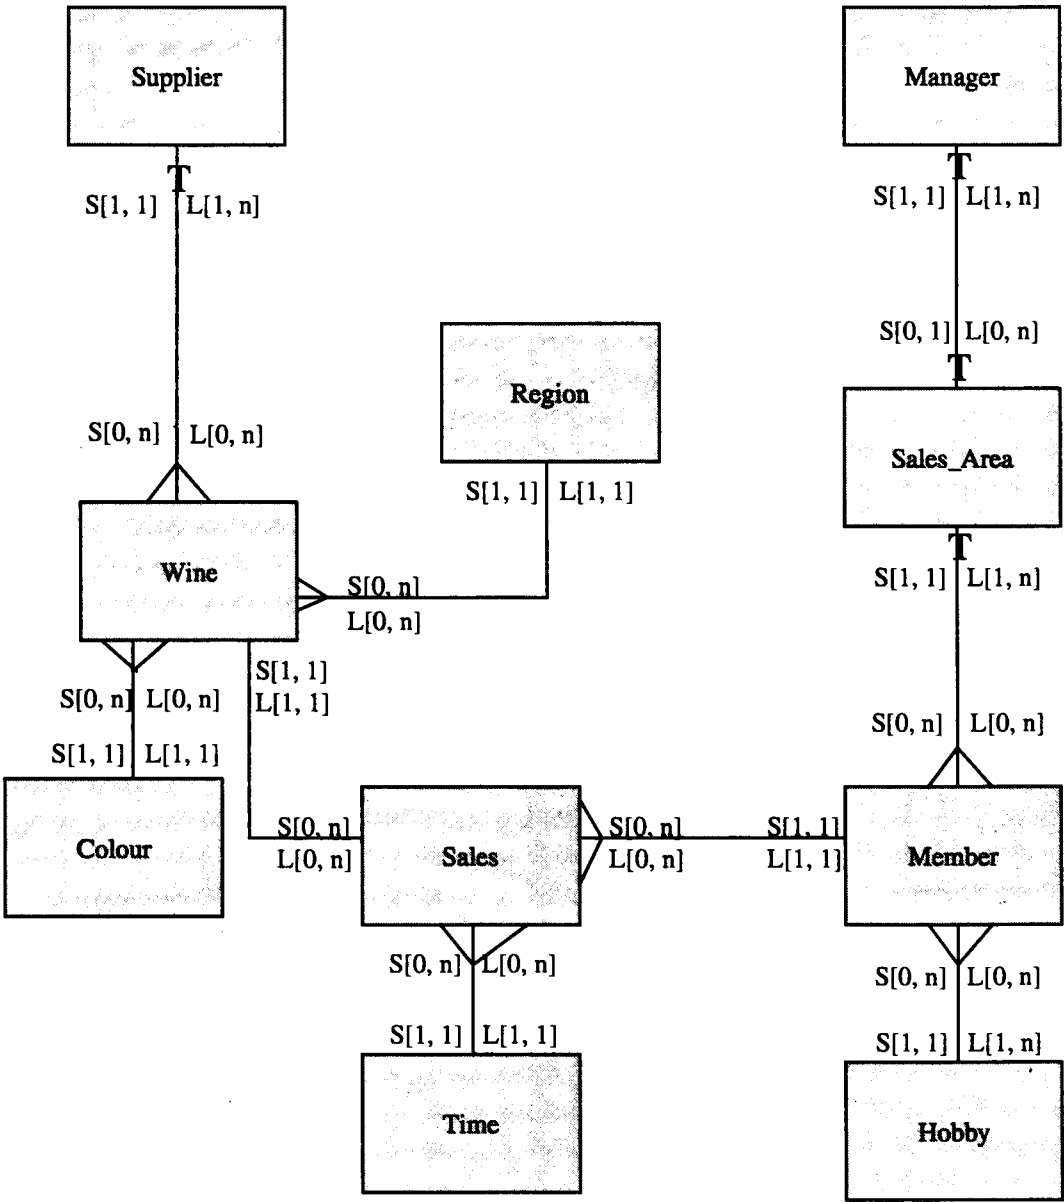 Supplier
Manager
T
S[1, 1] L[1, n]
T
S[1, 1] L[1, n]
Region
S[0, 1] L[0, n]
T
S[0, n] L[0, n]
Sales_Area
S[1, 1] L[1, 1]
Wine
T
S[1, 1] L[1, n]
S[0, n]
L[0, n]
S[1, 1]
L[1, 1]
S[0, n] L[0, n]
S[1, 1] L[1, 1]
S[0, n] L[0, n]
Colour
S[0, n]
L[0, n]
Sales
S[0, n]
L[0, n]
S[1, 1]
L[1, 1]
Member
S[0, n] L[0, n]
S[0, n] L[0, n]
S[1, 1] L[1, 1]
S[1, 1] L[1, n]
Time
Hobby